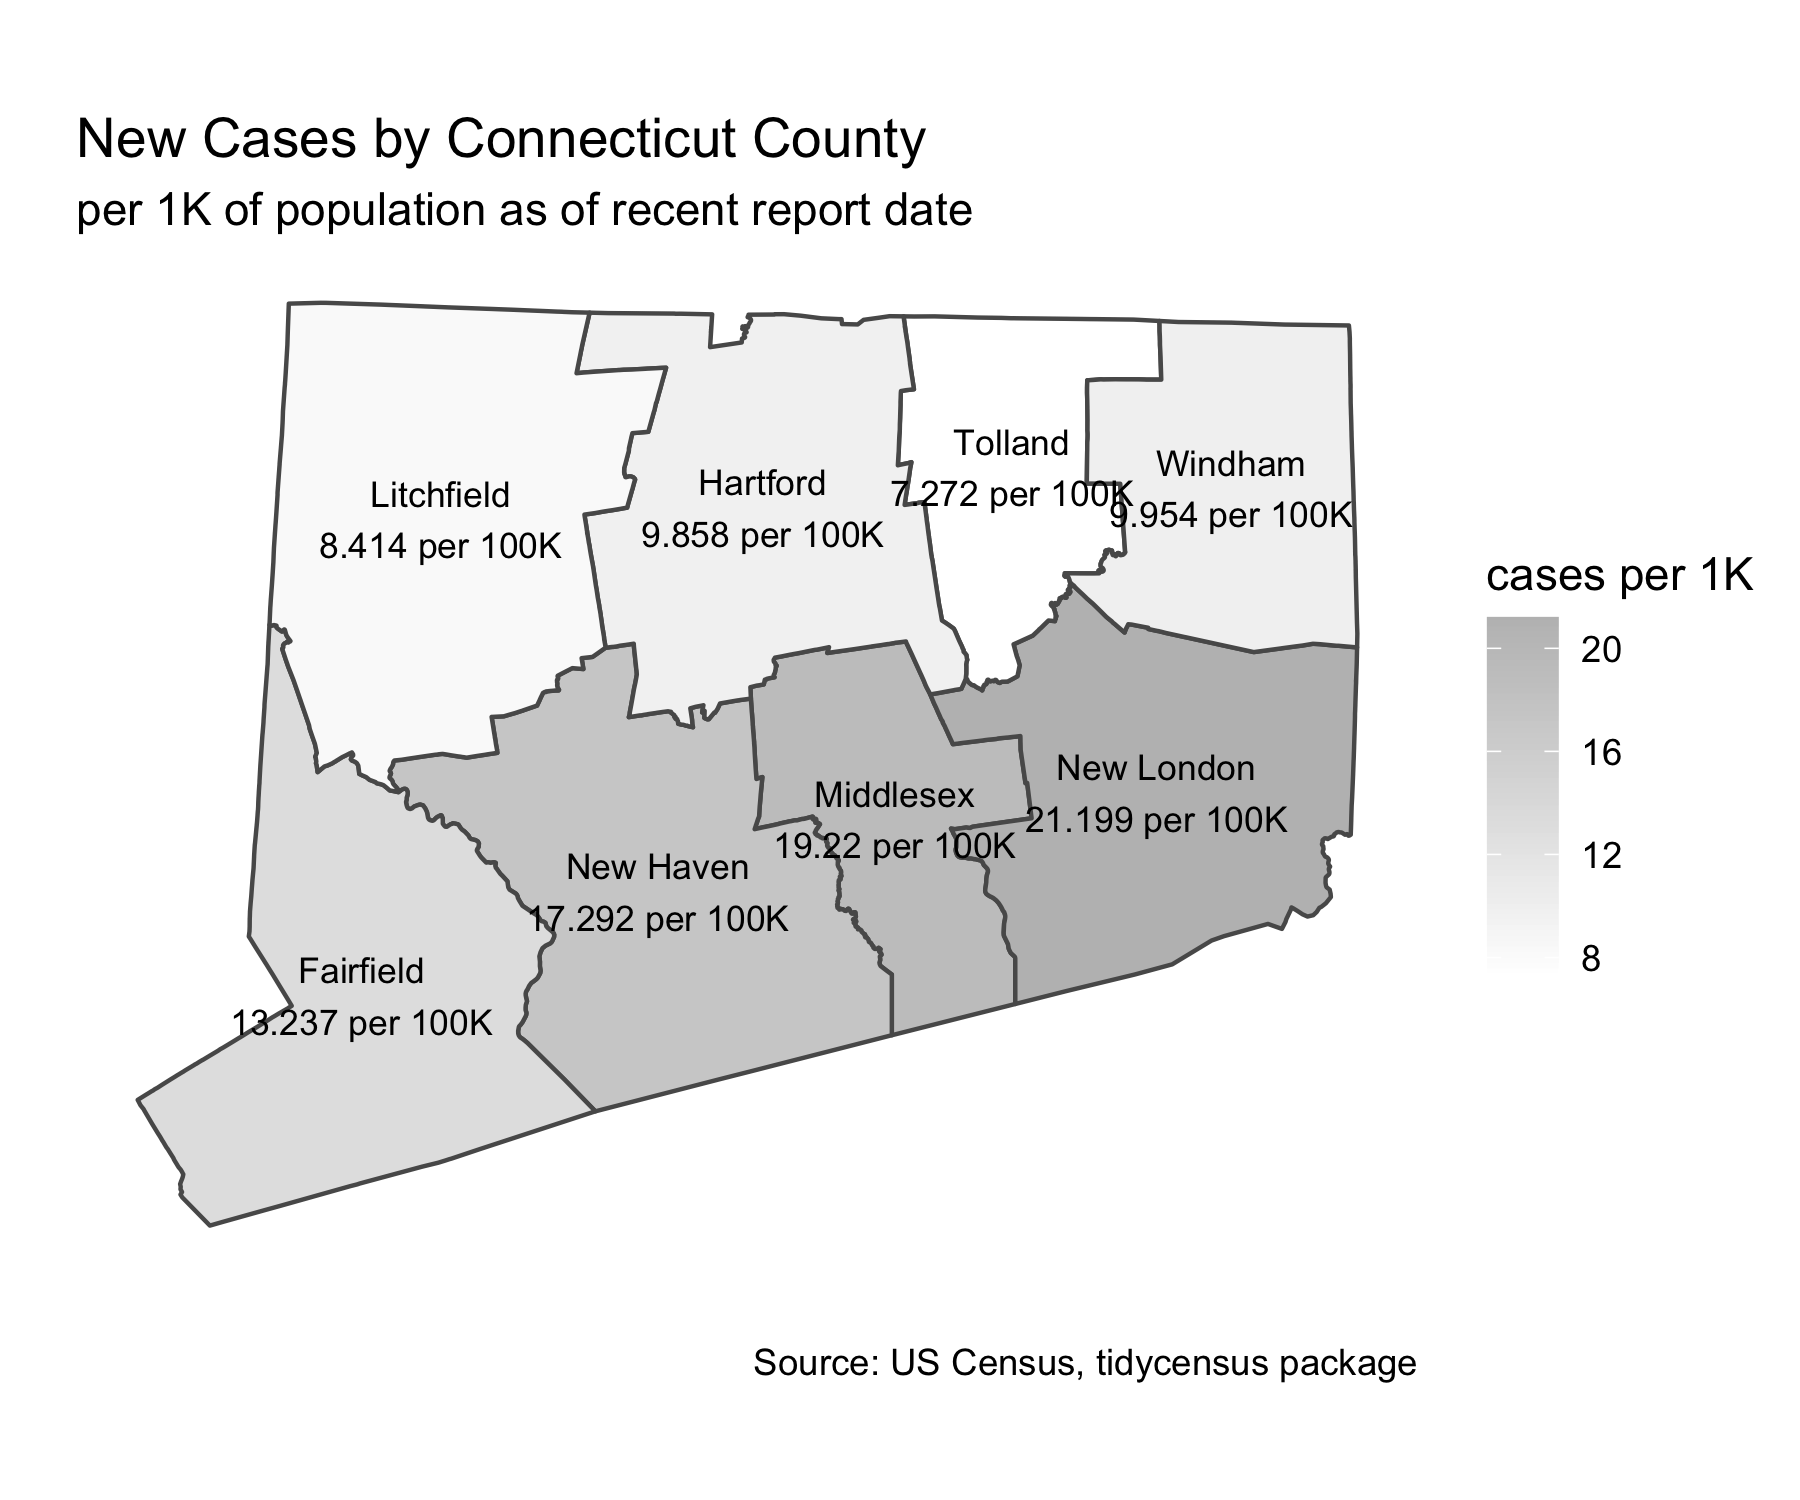 New Cases by Connecticut County
per 1K of population as of recent report date
Litchfield
8.414 per 100K
Hartford
9.858 per 100K
Tolland
7.272 per 100K
Windham
9.954 per 100K
New London
21.199 per 100K
Middlesex
19.22 per 100K
New Haven
17.292 per 100K
Fairfield
13.237 per 100K
cases per 1K
20
16
12
8
Source: US Census, tidycensus package